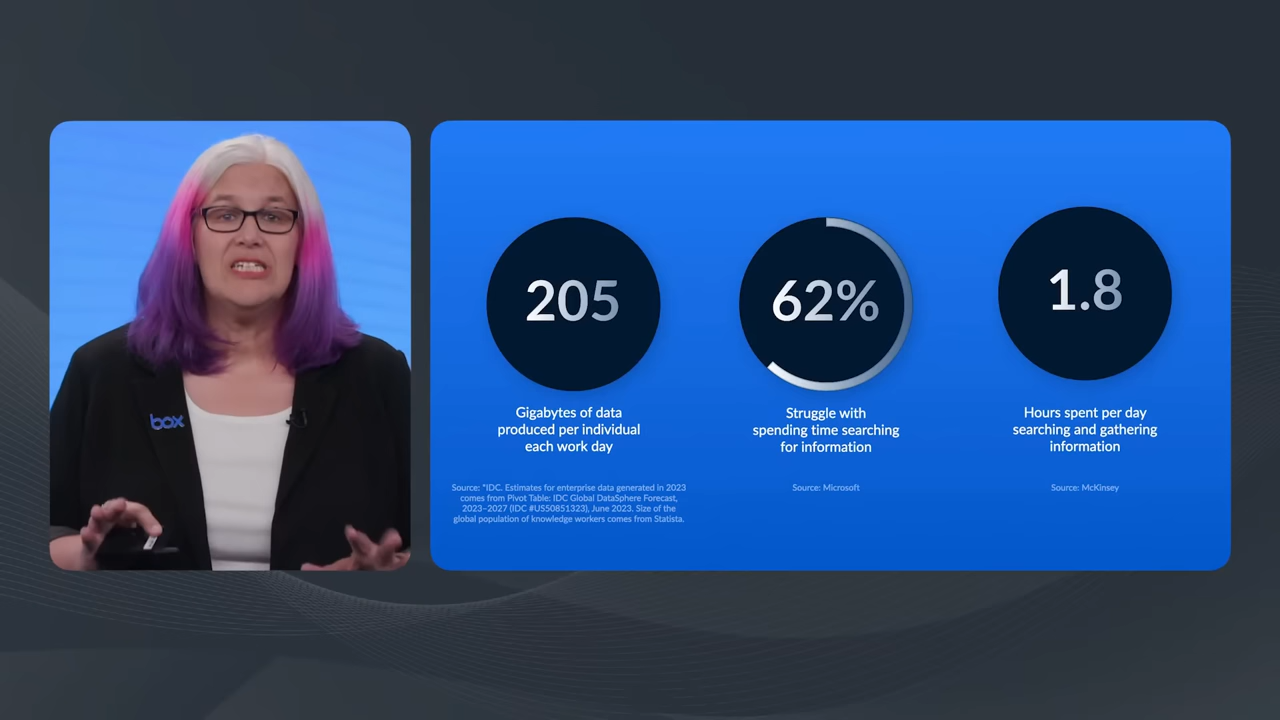 box
205
Gigabytes of data
produced per individual
each work day
Source: *IDC. Estimates for enterprise data generated in 2023
comes from Pivot Table: IDC Global DataSphere Forecast,
2023–2027 (IDC #US50851323), June 2023. Size of the
global population of knowledge workers comes from Statista.
62%
Struggle with
spending time searching
for information
Source: Microsoft
1.8
Hours spent per day
searching and gathering
information
Source: McKinsey